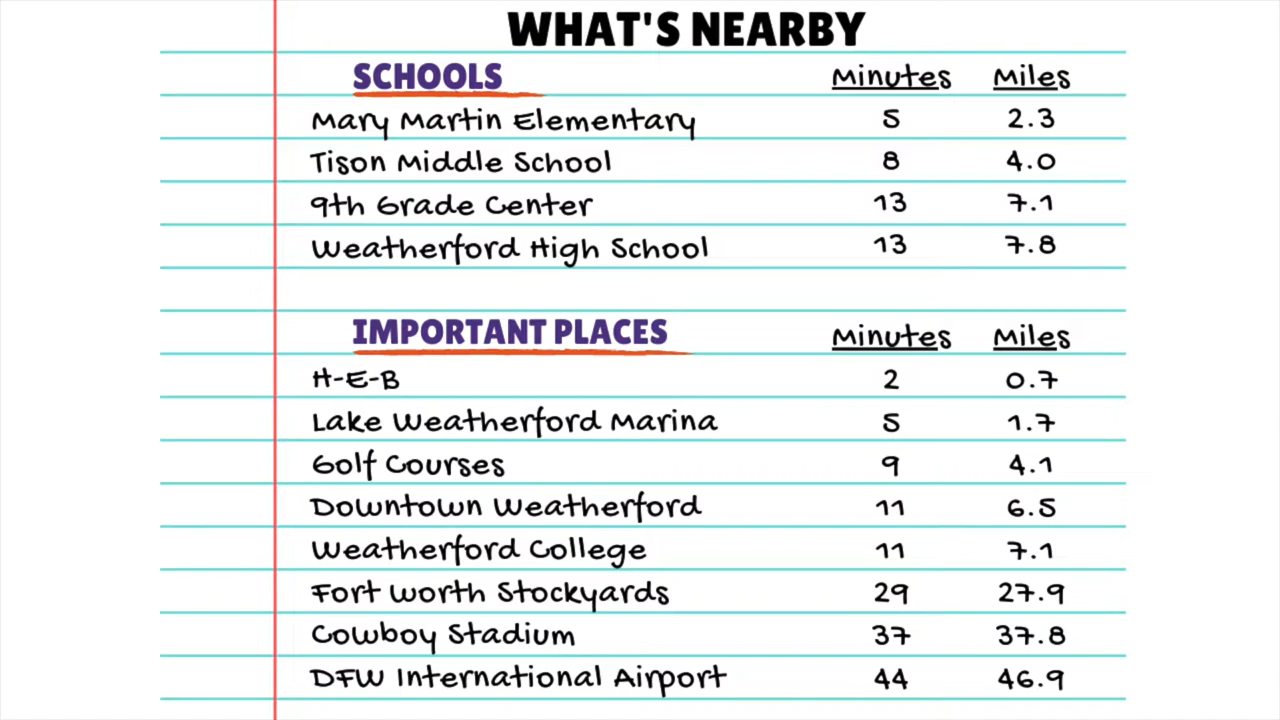 WHAT'S NEARBY
SCHOOLS Minutes Miles
Mary Martin Elementary 5 2.3
Tison Middle School 8 4.0
9th Grade Center 13 7.1
Weatherford High School 13 7.8
IMPORTANT PLACES Minutes Miles
H-E-B 2 0.7
Lake Weatherford Marina 5 1.7
Golf Courses 9 4.1
Downtown Weatherford 11 6.5
Weatherford College 11 7.1
Fort Worth Stockyards 29 27.9
Cowboy Stadium 37 37.8
DFW International Airport 44 46.9